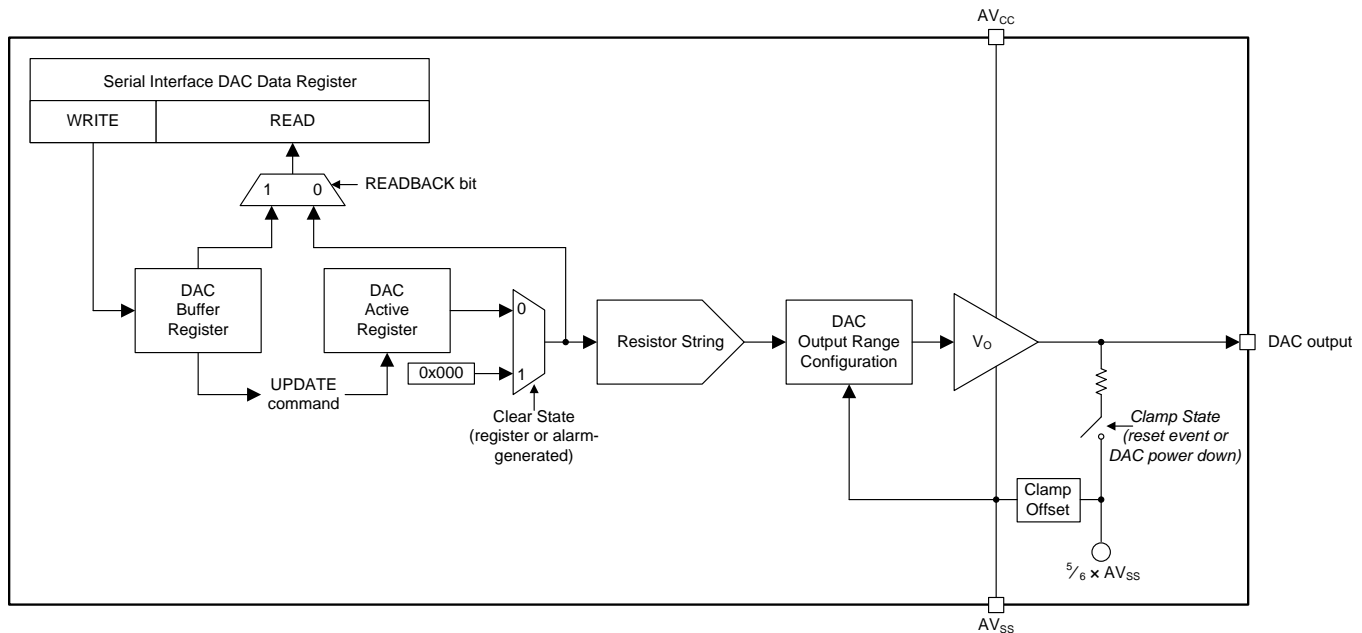 AVCC
Serial Interface DAC Data Register
WRITE
READ
1
0
READBACK bit
DAC
Buffer
Register
DAC
Active
Register
0
1
0x000
UPDATE
command
Clear State
(register or alarm-
generated)
Resistor String
DAC
Output Range
Configuration
VO
DAC output
Clamp State
(reset event or
DAC power down)
Clamp
Offset
5/6 × AVSS
AVSS